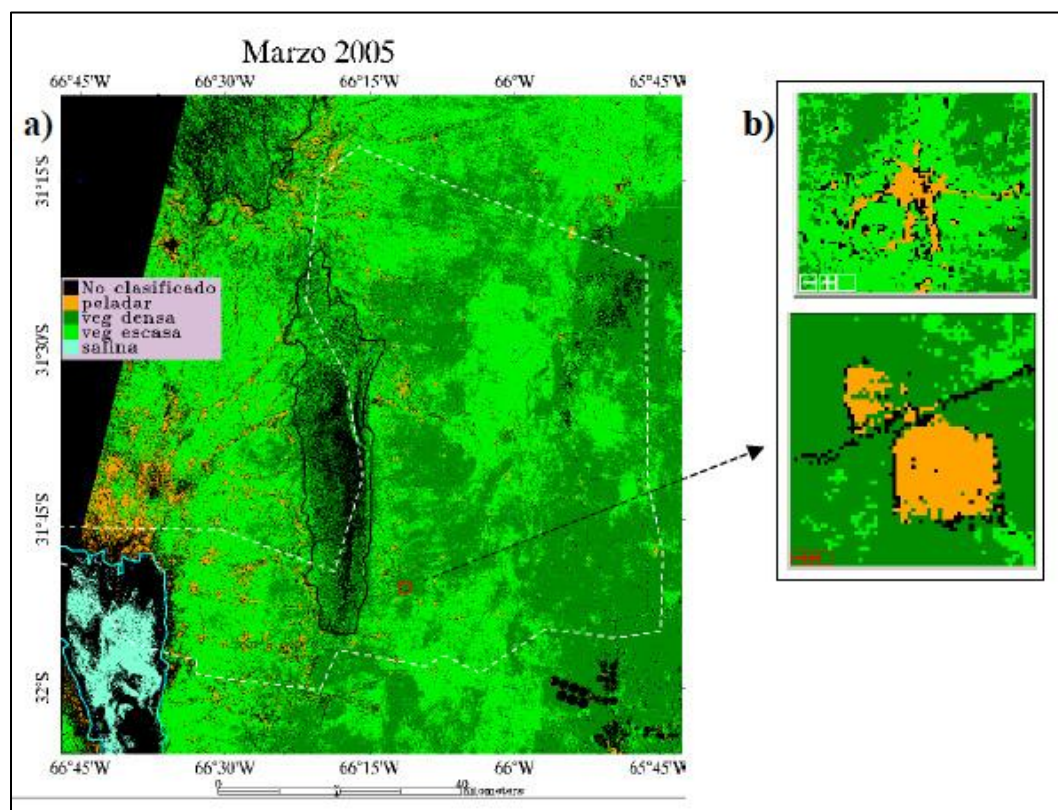 Marzo 2005
66°45'W 66°30'W 66°15'W 66°W 65°45'W
a)
b)
31°15'S
No clasificado
peladar
veg densa
veg escasa
salina
31°30'S
31°45'S
32°S
66°45'W 66°30'W 66°15'W 66°W 65°45'W
0 40
Kilometers